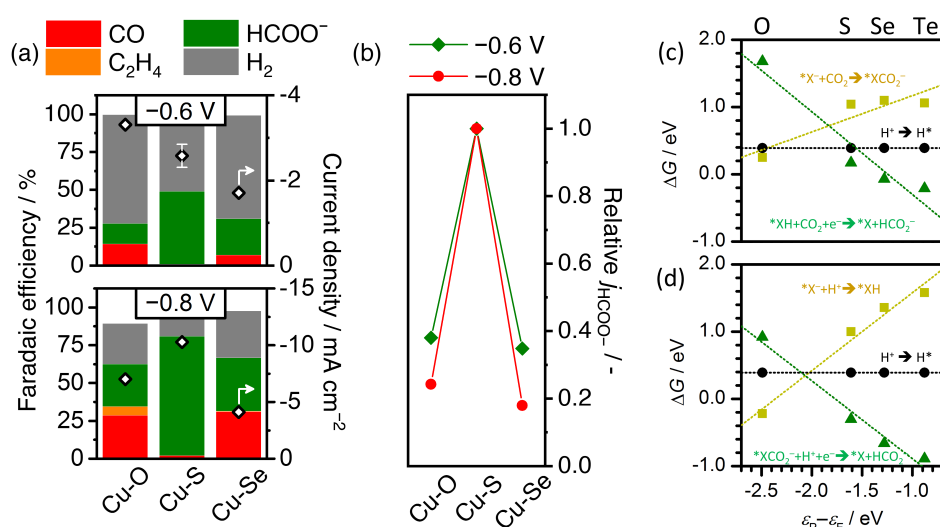 (a)
CO
HCOO⁻
C₂H₄
H₂
−0.6 V
100
75
50
25
0
-4
-2
0
−0.8 V
100
75
50
25
0
-15
-10
-5
0
Faradaic efficiency / %
Current density / mA cm⁻²
Cu-O
Cu-S
Cu-Se
(b)
−0.6 V
−0.8 V
1.0
0.8
0.6
0.4
0.2
0.0
Relative jHCOO− / -
Cu-O
Cu-S
Cu-Se
(c)
O
S
Se
Te
2.0
1.0
0.0
-1.0
ΔG / eV
*X⁻+CO₂➔*XCO₂⁻
H⁺➔H*
*XH+CO₂+e⁻➔*X+HCO₂⁻
(d)
2.0
1.0
0.0
-1.0
ΔG / eV
*X⁻+H⁺➔*XH
H⁺➔H*
*XCO₂⁻+H⁺+e⁻➔*X+HCO₂⁻
-2.5
-2.0
-1.5
-1.0
εₚ−εF / eV